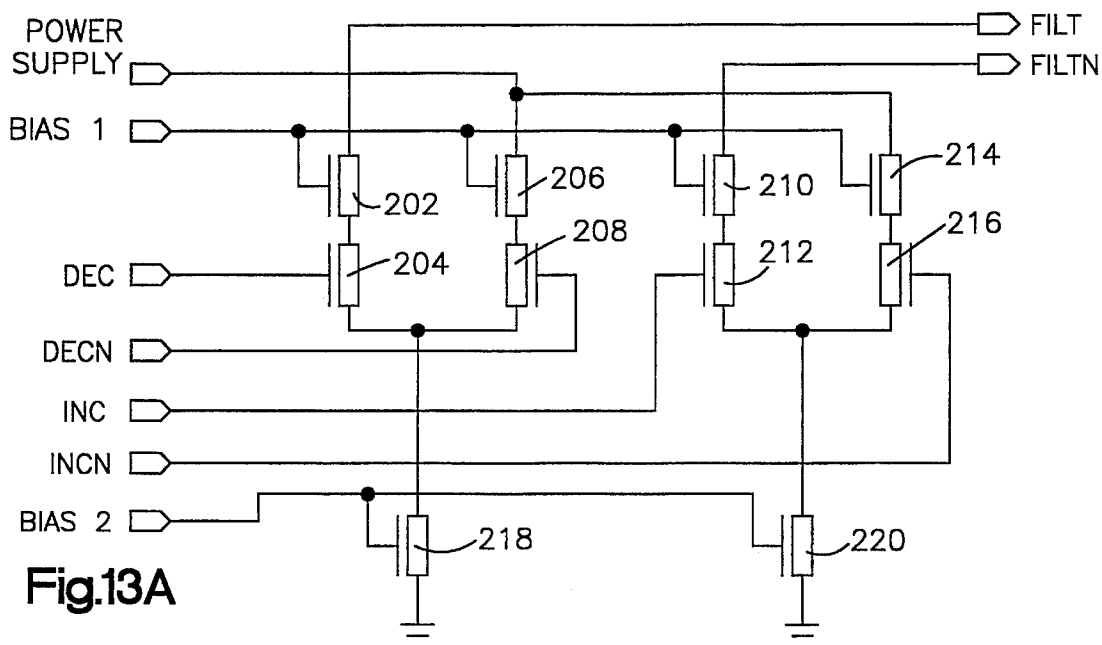 POWER
SUPPLY
FILT
FILTN
BIAS 1
202
206
210
214
DEC
204
208
212
216
DECN
INC
INCN
BIAS 2
218
220
Fig.13A